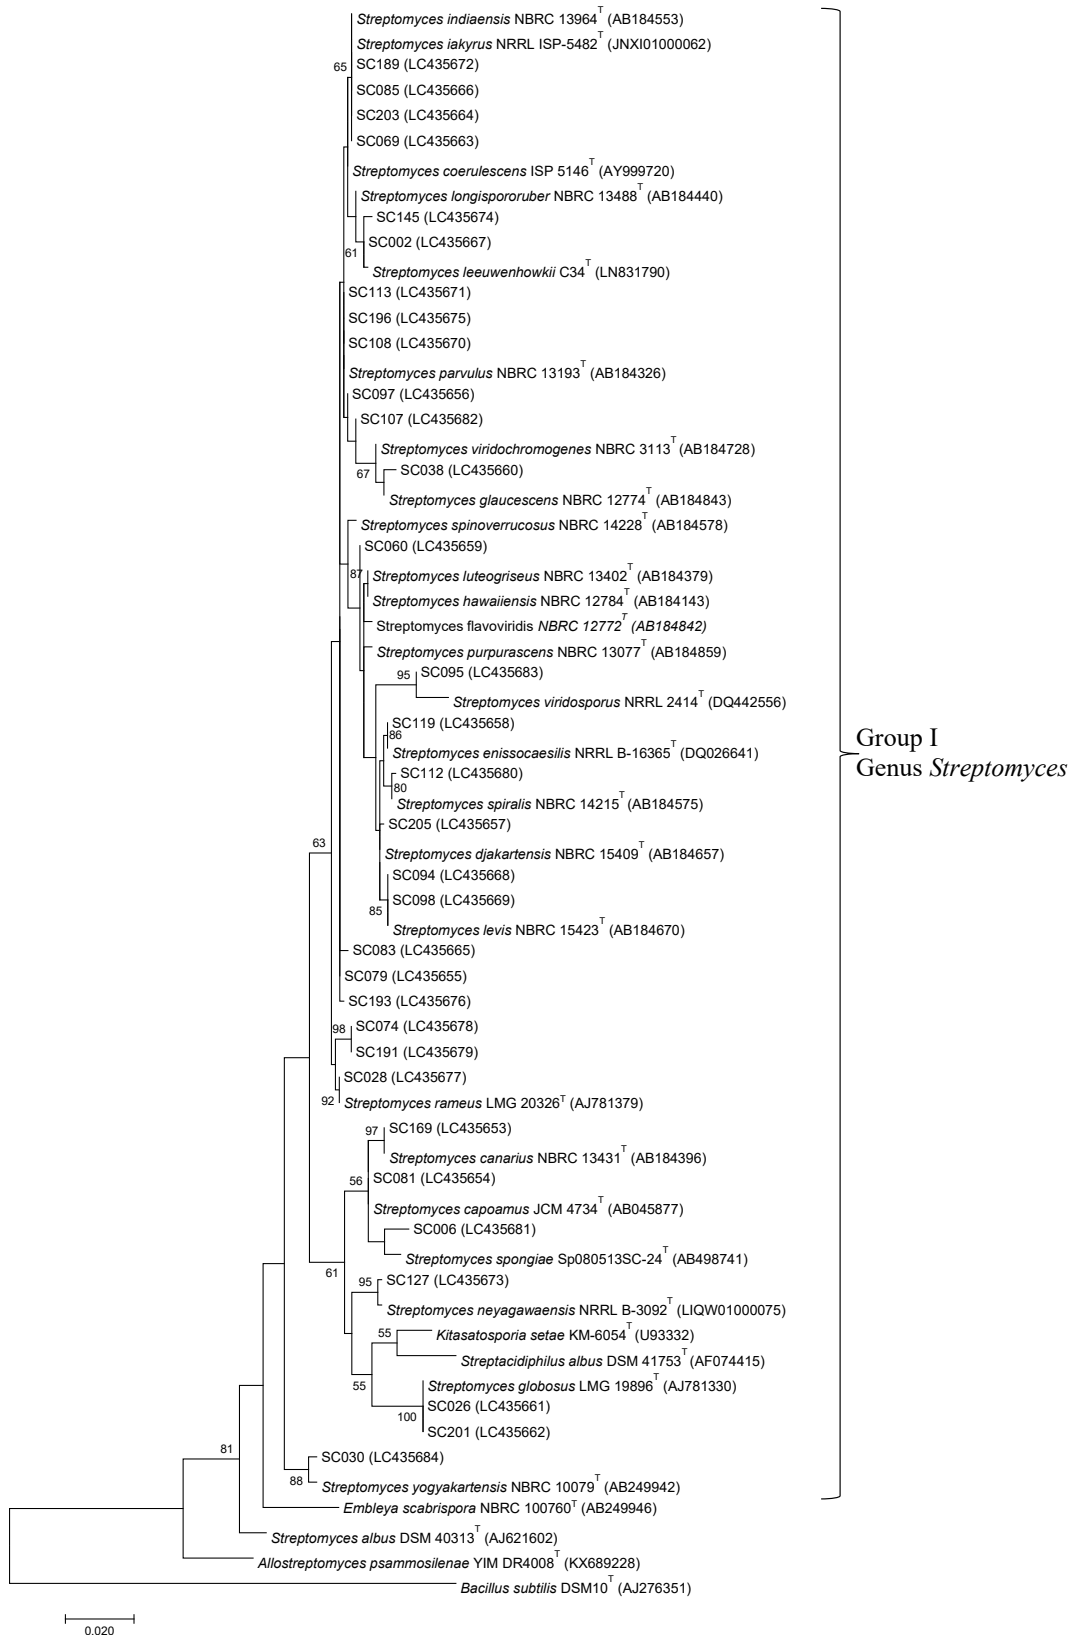 Streptomyces indiaensis NBRC 13964T (AB184553)
Streptomyces iakyrus NRRL ISP-5482T (JNXI01000062)
65
SC189 (LC435672)
SC085 (LC435666)
SC203 (LC435664)
SC069 (LC435663)
Streptomyces coerulescens ISP 5146T (AY999720)
Streptomyces longispororuber NBRC 13488T (AB184440)
SC145 (LC435674)
SC002 (LC435667)
61
Streptomyces leeuwenhowkii C34T (LN831790)
SC113 (LC435671)
SC196 (LC435675)
SC108 (LC435670)
Streptomyces parvulus NBRC 13193T (AB184326)
SC097 (LC435656)
SC107 (LC435682)
Streptomyces viridochromogenes NBRC 3113T (AB184728)
67
SC038 (LC435660)
Streptomyces glaucescens NBRC 12774T (AB184843)
Streptomyces spinoverrucosus NBRC 14228T (AB184578)
SC060 (LC435659)
87
Streptomyces luteogriseus NBRC 13402T (AB184379)
Streptomyces hawaiiensis NBRC 12784T (AB184143)
Streptomyces flavoviridis NBRC 12772T (AB184842)
Streptomyces purpurascens NBRC 13077T (AB184859)
95
SC095 (LC435683)
Streptomyces viridosporus NRRL 2414T (DQ442556)
SC119 (LC435658)
86
Streptomyces enissocaesilis NRRL B-16365T (DQ026641)
Group I
Genus Streptomyces
SC112 (LC435680)
80
Streptomyces spiralis NBRC 14215T (AB184575)
SC205 (LC435657)
63
Streptomyces djakartensis NBRC 15409T (AB184657)
SC094 (LC435668)
SC098 (LC435669)
85
Streptomyces levis NBRC 15423T (AB184670)
SC083 (LC435665)
SC079 (LC435655)
SC193 (LC435676)
98
SC074 (LC435678)
SC191 (LC435679)
SC028 (LC435677)
92
Streptomyces rameus LMG 20326T (AJ781379)
97
SC169 (LC435653)
Streptomyces canarius NBRC 13431T (AB184396)
56
SC081 (LC435654)
Streptomyces capoamus JCM 4734T (AB045877)
SC006 (LC435681)
Streptomyces spongiae Sp080513SC-24T (AB498741)
61
95
SC127 (LC435673)
Streptomyces neyagawaensis NRRL B-3092T (LIQW01000075)
55
Kitasatosporia setae KM-6054T (U93332)
Streptacidiphilus albus DSM 41753T (AF074415)
55
Streptomyces globosus LMG 19896T (AJ781330)
SC026 (LC435661)
100
SC201 (LC435662)
81
SC030 (LC435684)
88
Streptomyces yogyakartensis NBRC 10079T (AB249942)
Embleya scabrispora NBRC 100760T (AB249946)
Streptomyces albus DSM 40313T (AJ621602)
Allostreptomyces psammosilenae YIM DR4008T (KX689228)
Bacillus subtilis DSM10T (AJ276351)
0.020